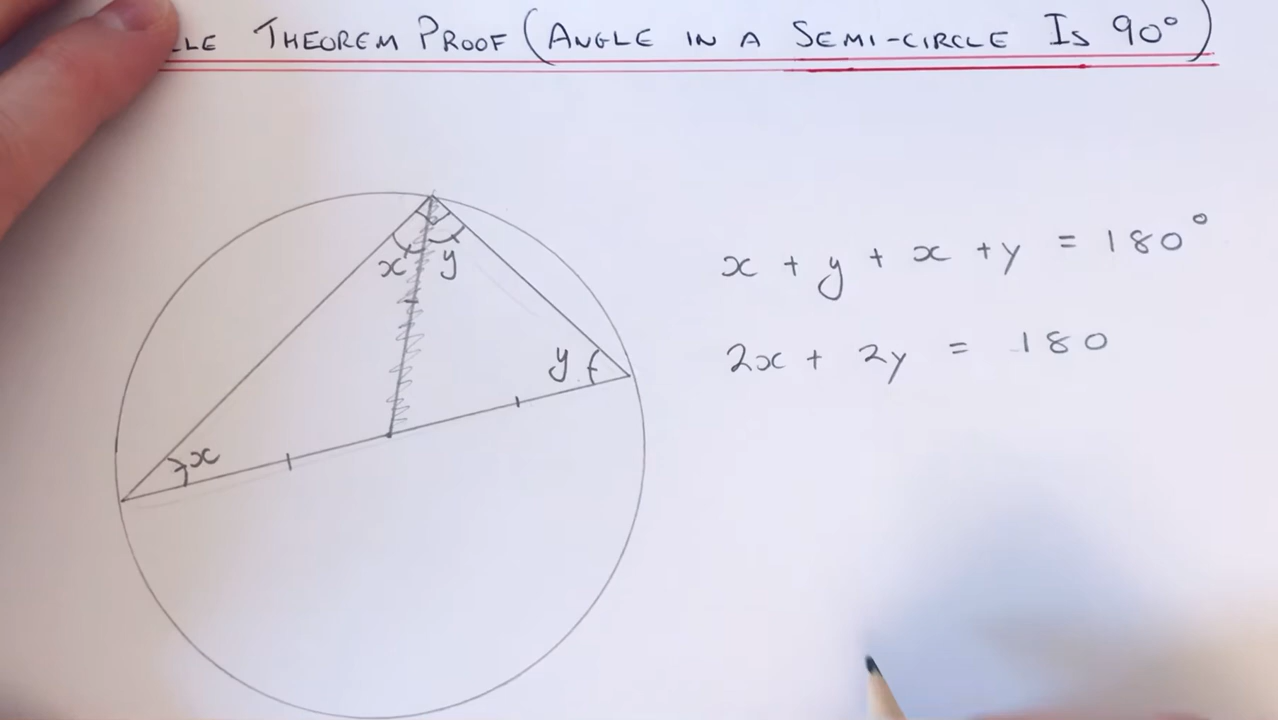 THEOREM PROOF (ANGLE IN A SEMI-CIRCLE IS 90°)
x y
y
x
x + y + x + y = 180°
2x + 2y = 180